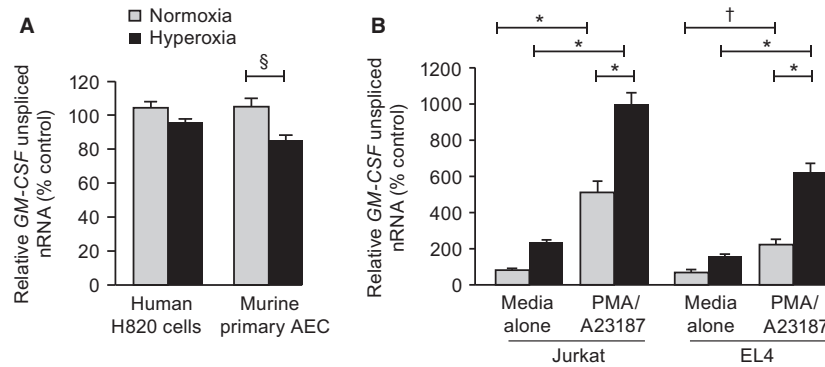 A
Normoxia
Hyperoxia
§
Relative GM-CSF unspliced
nRNA (% control)
120
100
80
60
40
20
0
Human
H820 cells
Murine
primary AEC
B
*
†
*
*
*
*
Relative GM-CSF unspliced
nRNA (% control)
1200
1000
800
600
400
200
0
Media
alone
PMA/
A23187
Media
alone
PMA/
A23187
Jurkat
EL4